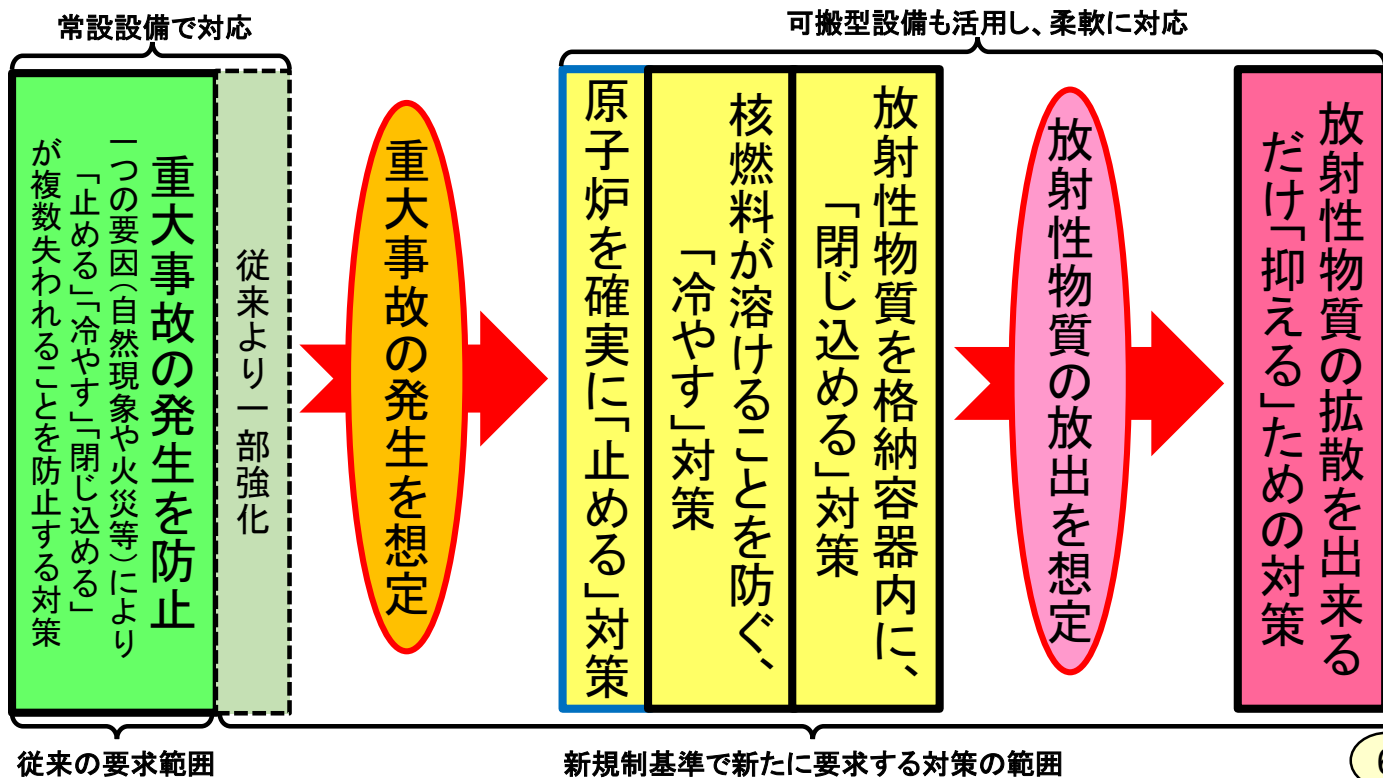 常設設備で対応
可搬型設備も活用し、柔軟に対応
重大事故の発生を防止
一つの要因(自然現象や火災等)により
「止める」「冷やす」「閉じ込める」
が複数失われることを防止する対策
従来より一部強化
重大事故の発生を想定
原子炉を確実に「止める」対策
核燃料が溶けることを防ぐ、
「冷やす」対策
放射性物質を格納容器内に、
「閉じ込める」対策
放射性物質の放出を想定
放射性物質の拡散を出来る
だけ「抑える」ための対策
従来の要求範囲
新規制基準で新たに要求する対策の範囲
6